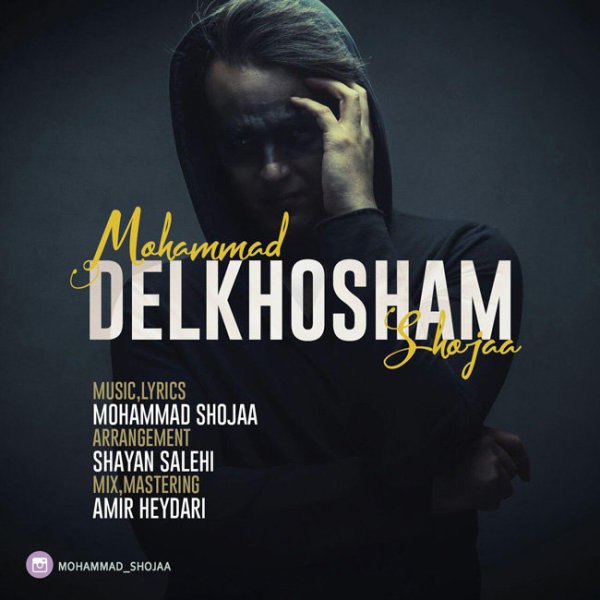 Mohammad
DELKHOSHAM
Shojaa
MUSIC,LYRICS
MOHAMMAD SHOJAA
ARRANGEMENT
SHAYAN SALEHI
MIX,MASTERING
AMIR HEYDARI
MOHAMMAD_SHOJAA